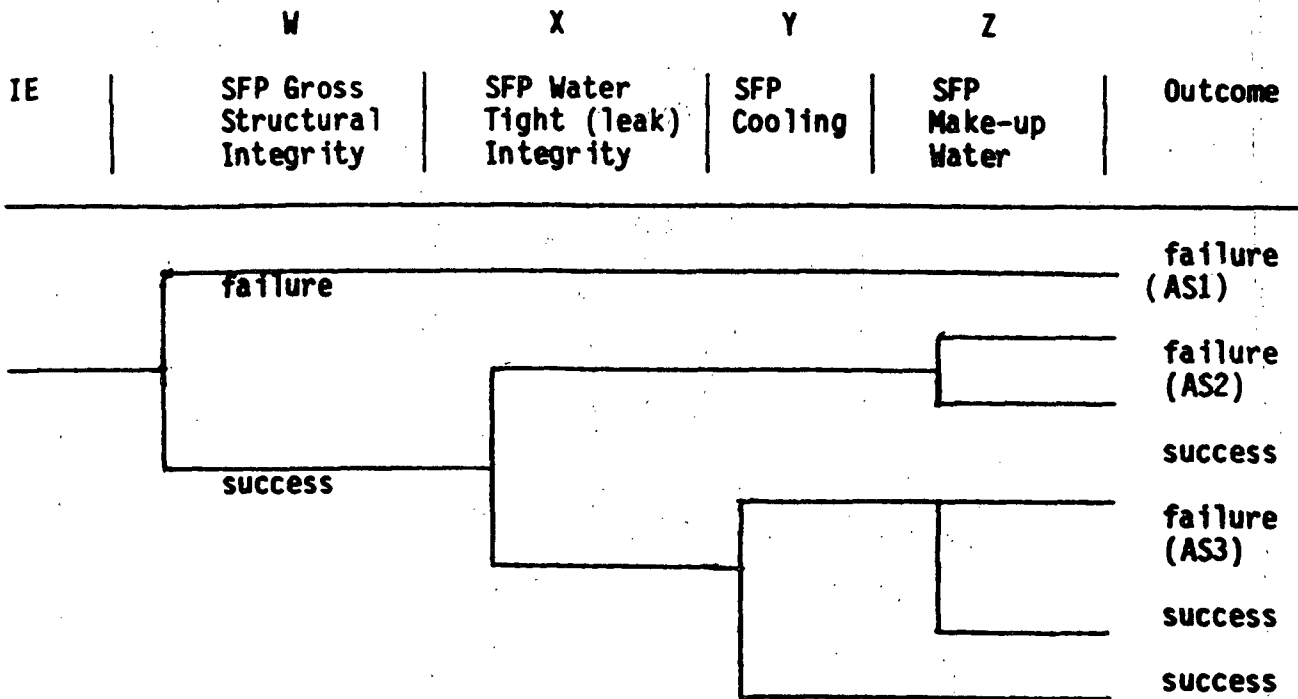 W X Y Z
IE SFP Gross SFP Water SFP SFP Outcome
Structural Tight (leak) Cooling Make-up
Integrity Integrity Water
failure
failure (AS1)
failure
(AS2)
success
success
failure
(AS3)
success
success